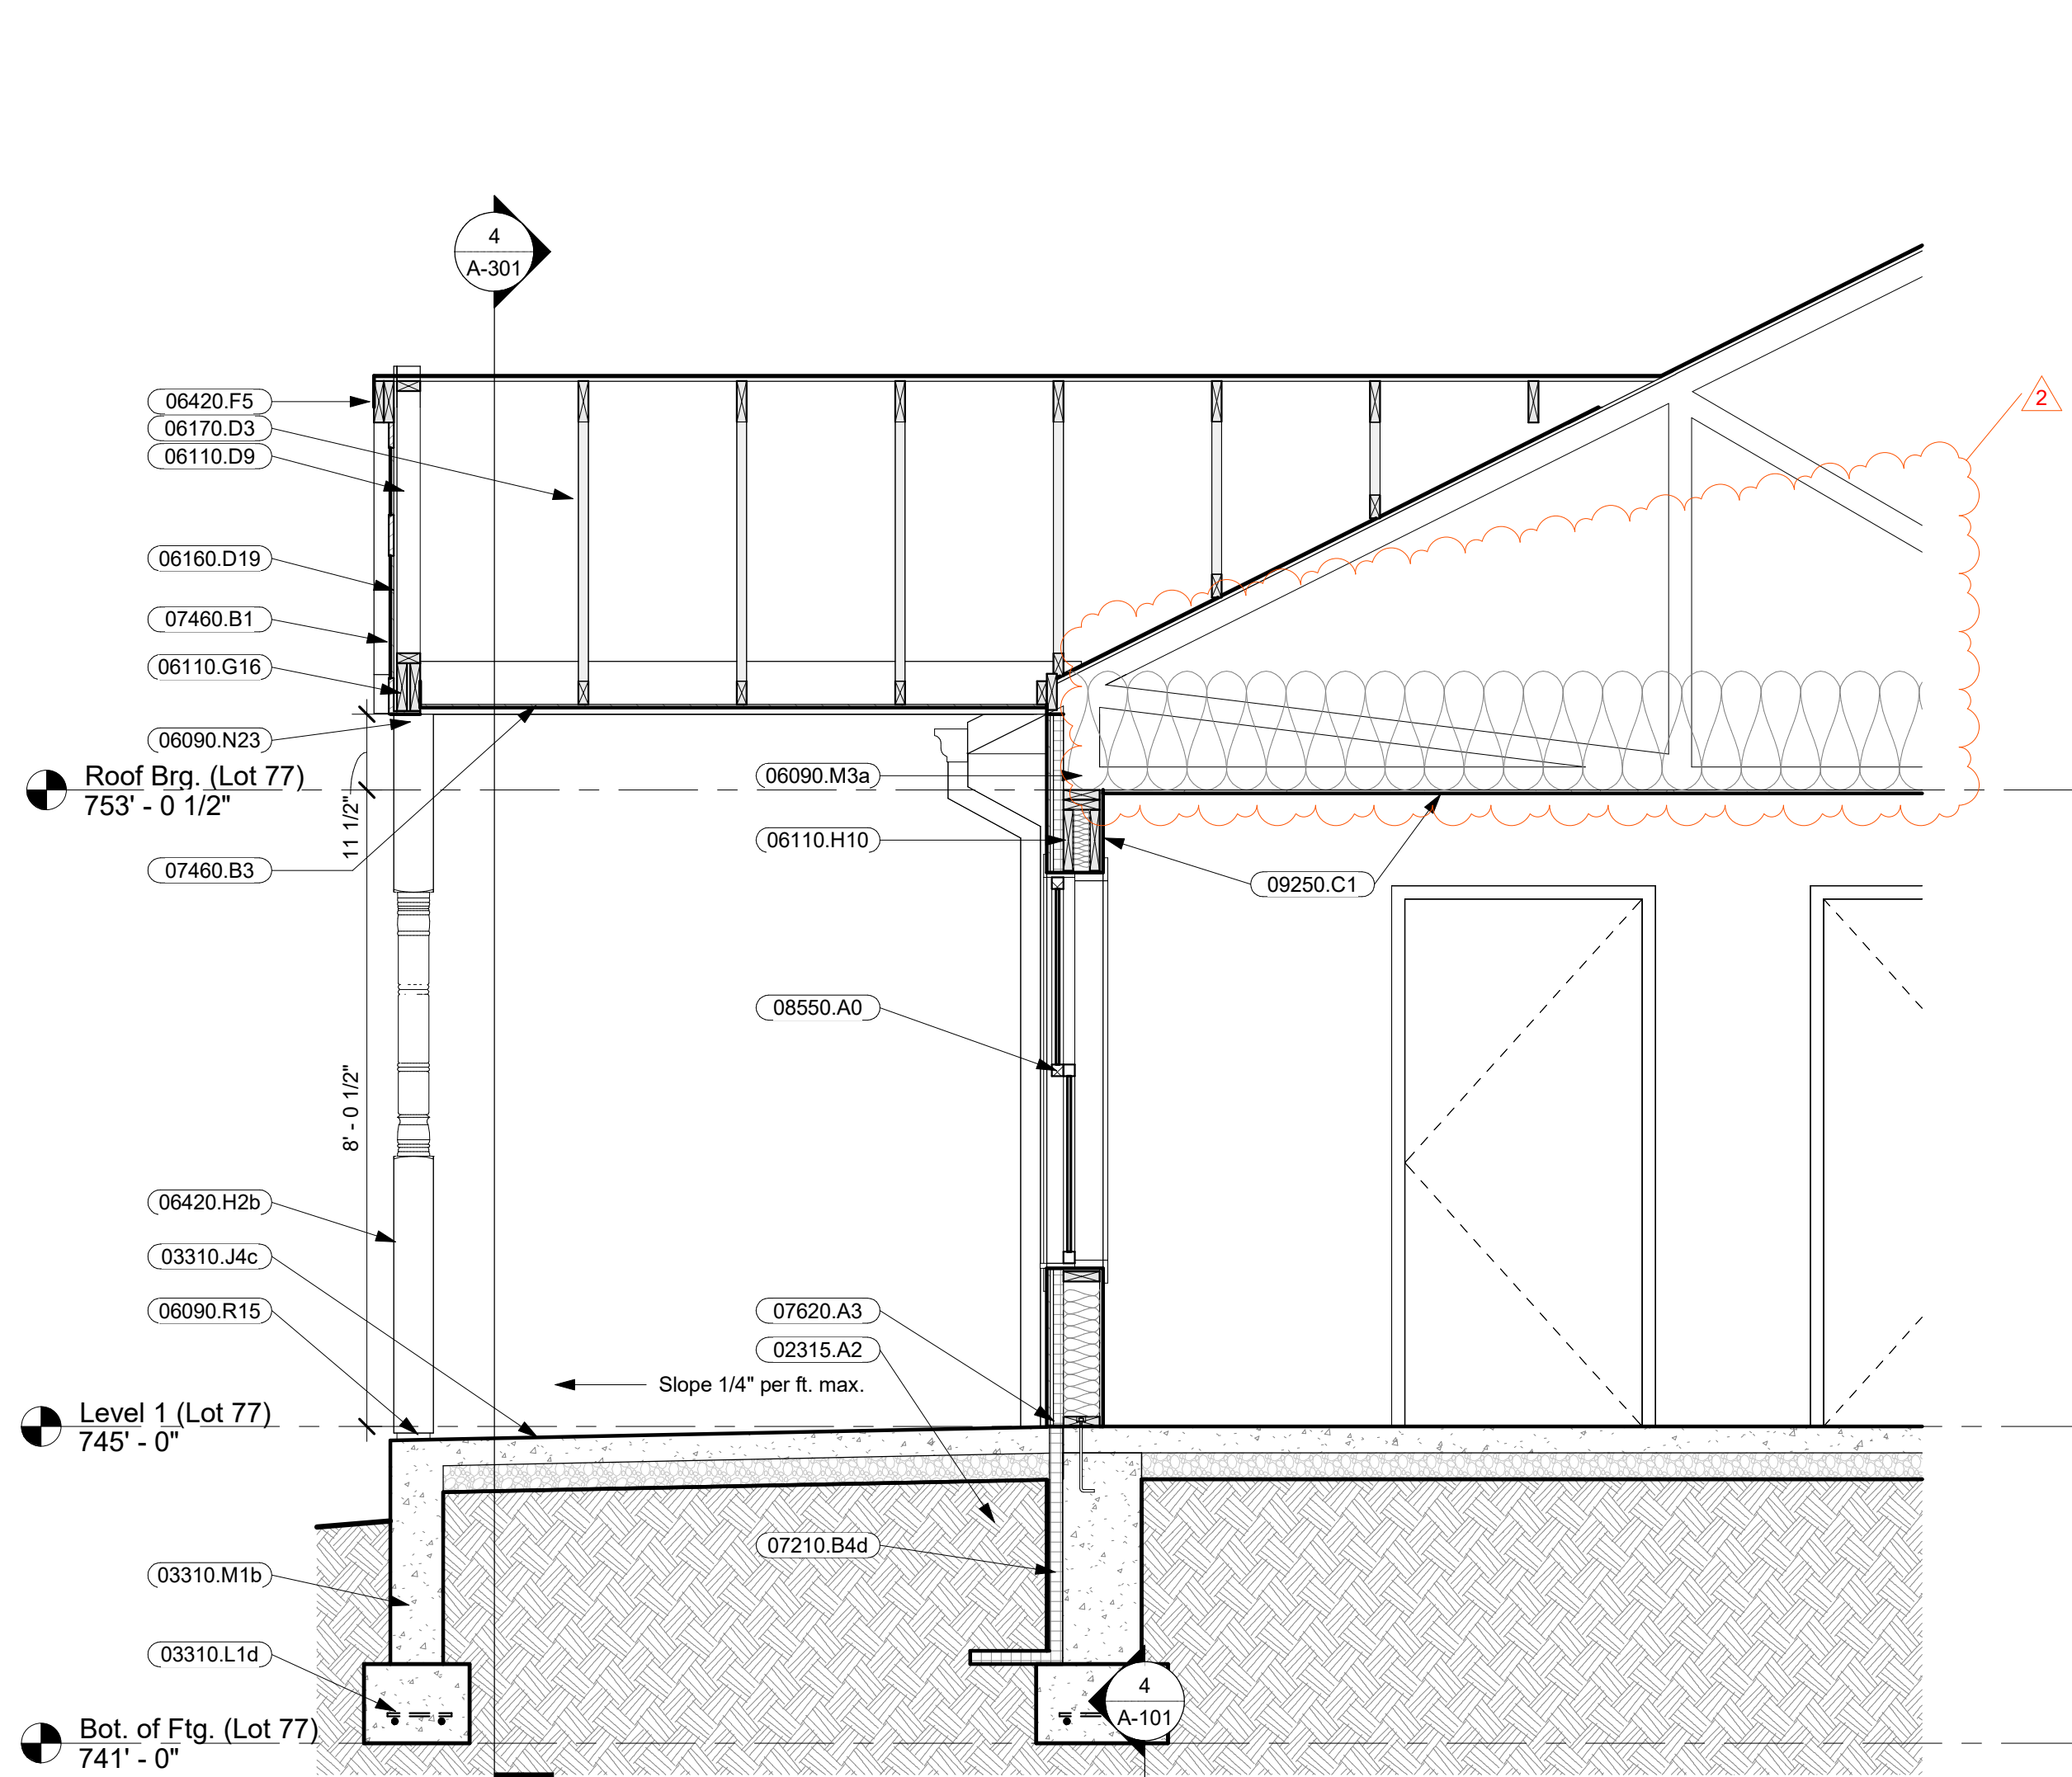 4
A-301
06420.F5
06170.D3
06110.D9
2
06160.D19
07460.B1
06110.G16
06090.N23
Roof Brg. (Lot 77)
753' - 0 1/2"
11 1/2"
06090.M3a
06110.H10
07460.B3
09250.C1
08550.A0
8' - 0 1/2"
06420.H2b
03310.J4c
06090.R15
07620.A3
02315.A2
Slope 1/4" per ft. max.
Level 1 (Lot 77)
745' - 0"
07210.B4d
03310.M1b
03310.L1d
4
A-101
Bot. of Ftg. (Lot 77)
741' - 0"